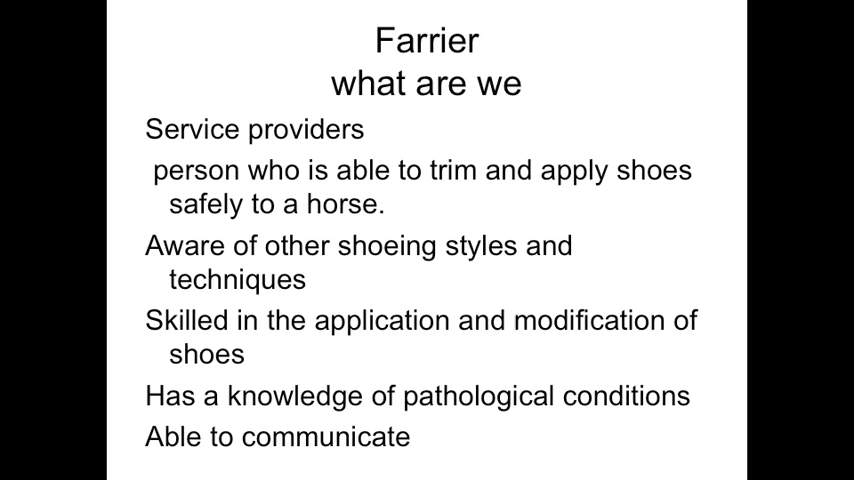 Farrier
what are we
Service providers
person who is able to trim and apply shoes
safely to a horse.
Aware of other shoeing styles and
techniques
Skilled in the application and modification of
shoes
Has a knowledge of pathological conditions
Able to communicate